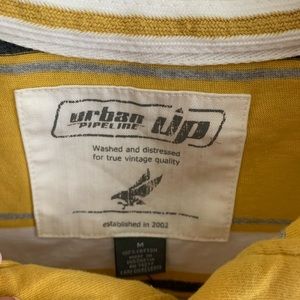 urban
PIPELINE
up
Washed and distressed
for true vintage quality
established in 2002
M